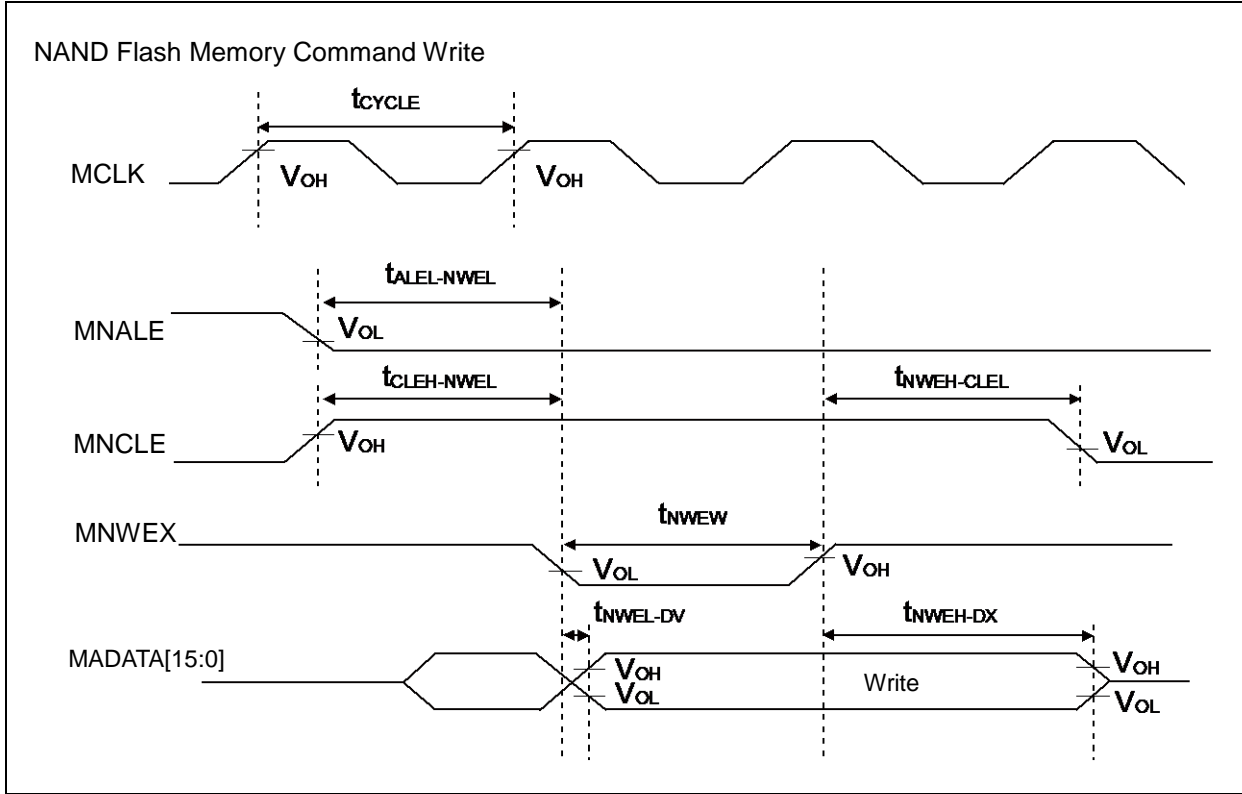 NAND Flash Memory Command Write
tCYCLE
MCLK
VOH
VOH
tALEL-NWEL
MNALE
VOL
tCLEH-NWEL
tNWEH-CLEL
MNCLE
VOH
VOL
MNWEX
tNWEW
VOL
VOH
tNWEL-DV
tNWEH-DX
MADATA[15:0]
VOH
VOL
Write
VOH
VOL